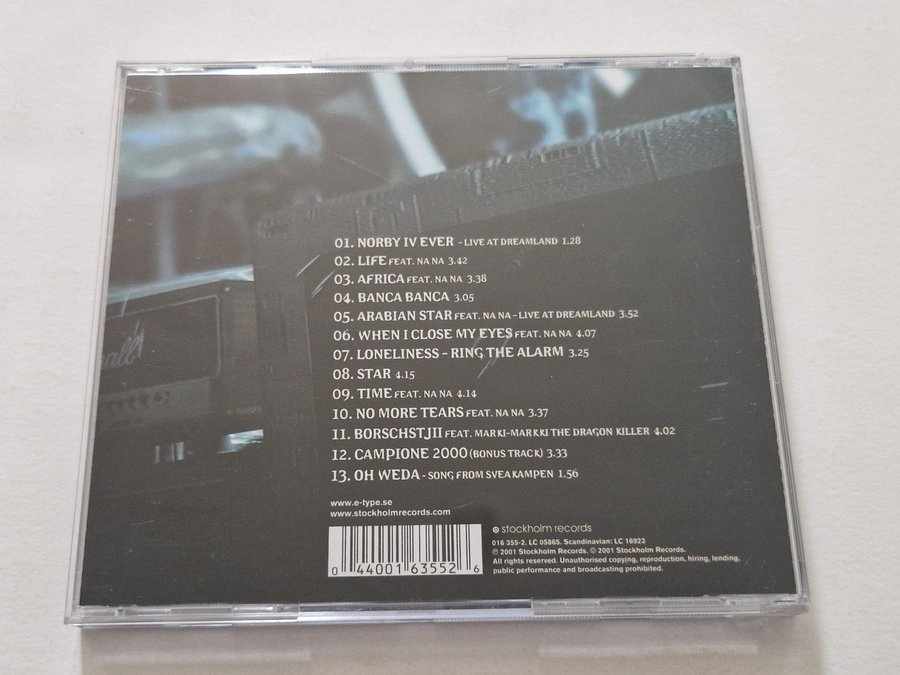 01. NORBY IV EVER - LIVE AT DREAMLAND 1.28
02. LIFE FEAT. NA NA 3.42
03. AFRICA FEAT. NA NA 3.38
04. BANCA BANCA 3.05
05. ARABIAN STAR FEAT. NA NA - LIVE AT DREAMLAND 3.52
06. WHEN I CLOSE MY EYES FEAT. NA NA 4.07
07. LONELINESS - RING THE ALARM 3.25
08. STAR 4.15
09. TIME FEAT. NA NA 4.14
10. NO MORE TEARS FEAT. NA NA 3.37
11. BORSCHSTJII FEAT. MARKI-MARKKI THE DRAGON KILLER 4.02
12. CAMPIONE 2000 (BONUS TRACK) 3.33
13. OH WEDA - SONG FROM SVEAKAMPEN 1.56
www.e-type.se
www.stockholmrecords.com
stockholm records
016 355-2. LC 05865. Scandinavian: LC 16923
℗ 2001 Stockholm Records. © 2001 Stockholm Records.
All rights reserved. Unauthorised copying, reproduction, hiring, lending,
public performance and broadcasting prohibited.
0 44001 63552 6